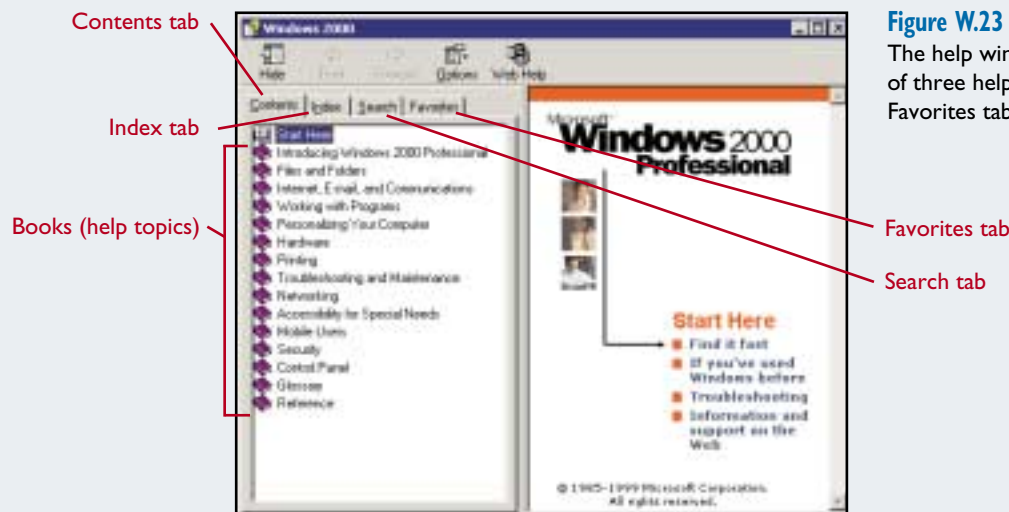 Contents tab
Index tab
Books (help topics)
Windows 2000
Hide
Options
Web Help
Contents
Index
Search
Favorites
Start Here
Introducing Windows 2000 Professional
Files and Folders
Internet, E-mail, and Communications
Working with Programs
Personalizing Your Computer
Hardware
Printing
Troubleshooting and Maintenance
Networking
Accessibility for Special Needs
Mobile Users
Security
Control Panel
Glossary
Reference
Microsoft
Windows 2000
Professional
Start Here
Find it fast
If you've used
Windows before
Troubleshooting
Information and
support on the
Web
© 1985-1999 Microsoft Corporation.
All rights reserved.
Figure W.23
The help win
of three help
Favorites tab
Favorites tab
Search tab